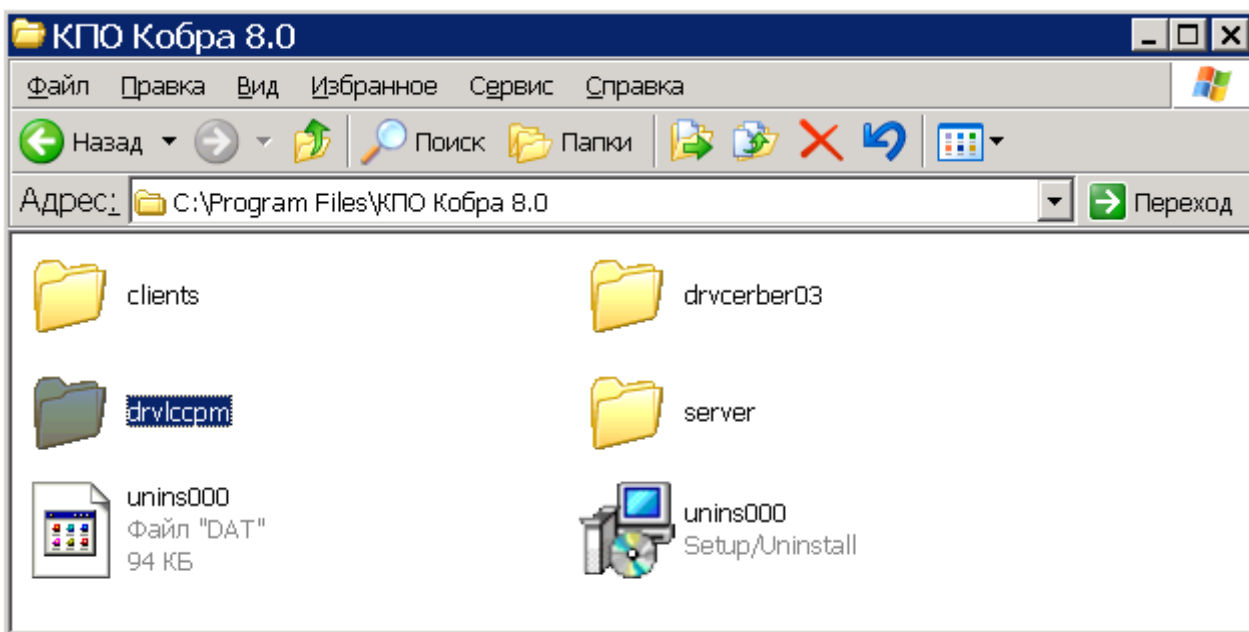 КПО Кобра 8.0
Файл Правка Вид Избранное Сервис Справка
Назад Поиск Папки
Адрес: C:\Program Files\КПО Кобра 8.0 Переход
clients drvcerber03
drvlccpm server
unins000
Файл "DAT"
94 КБ
unins000
Setup/Uninstall